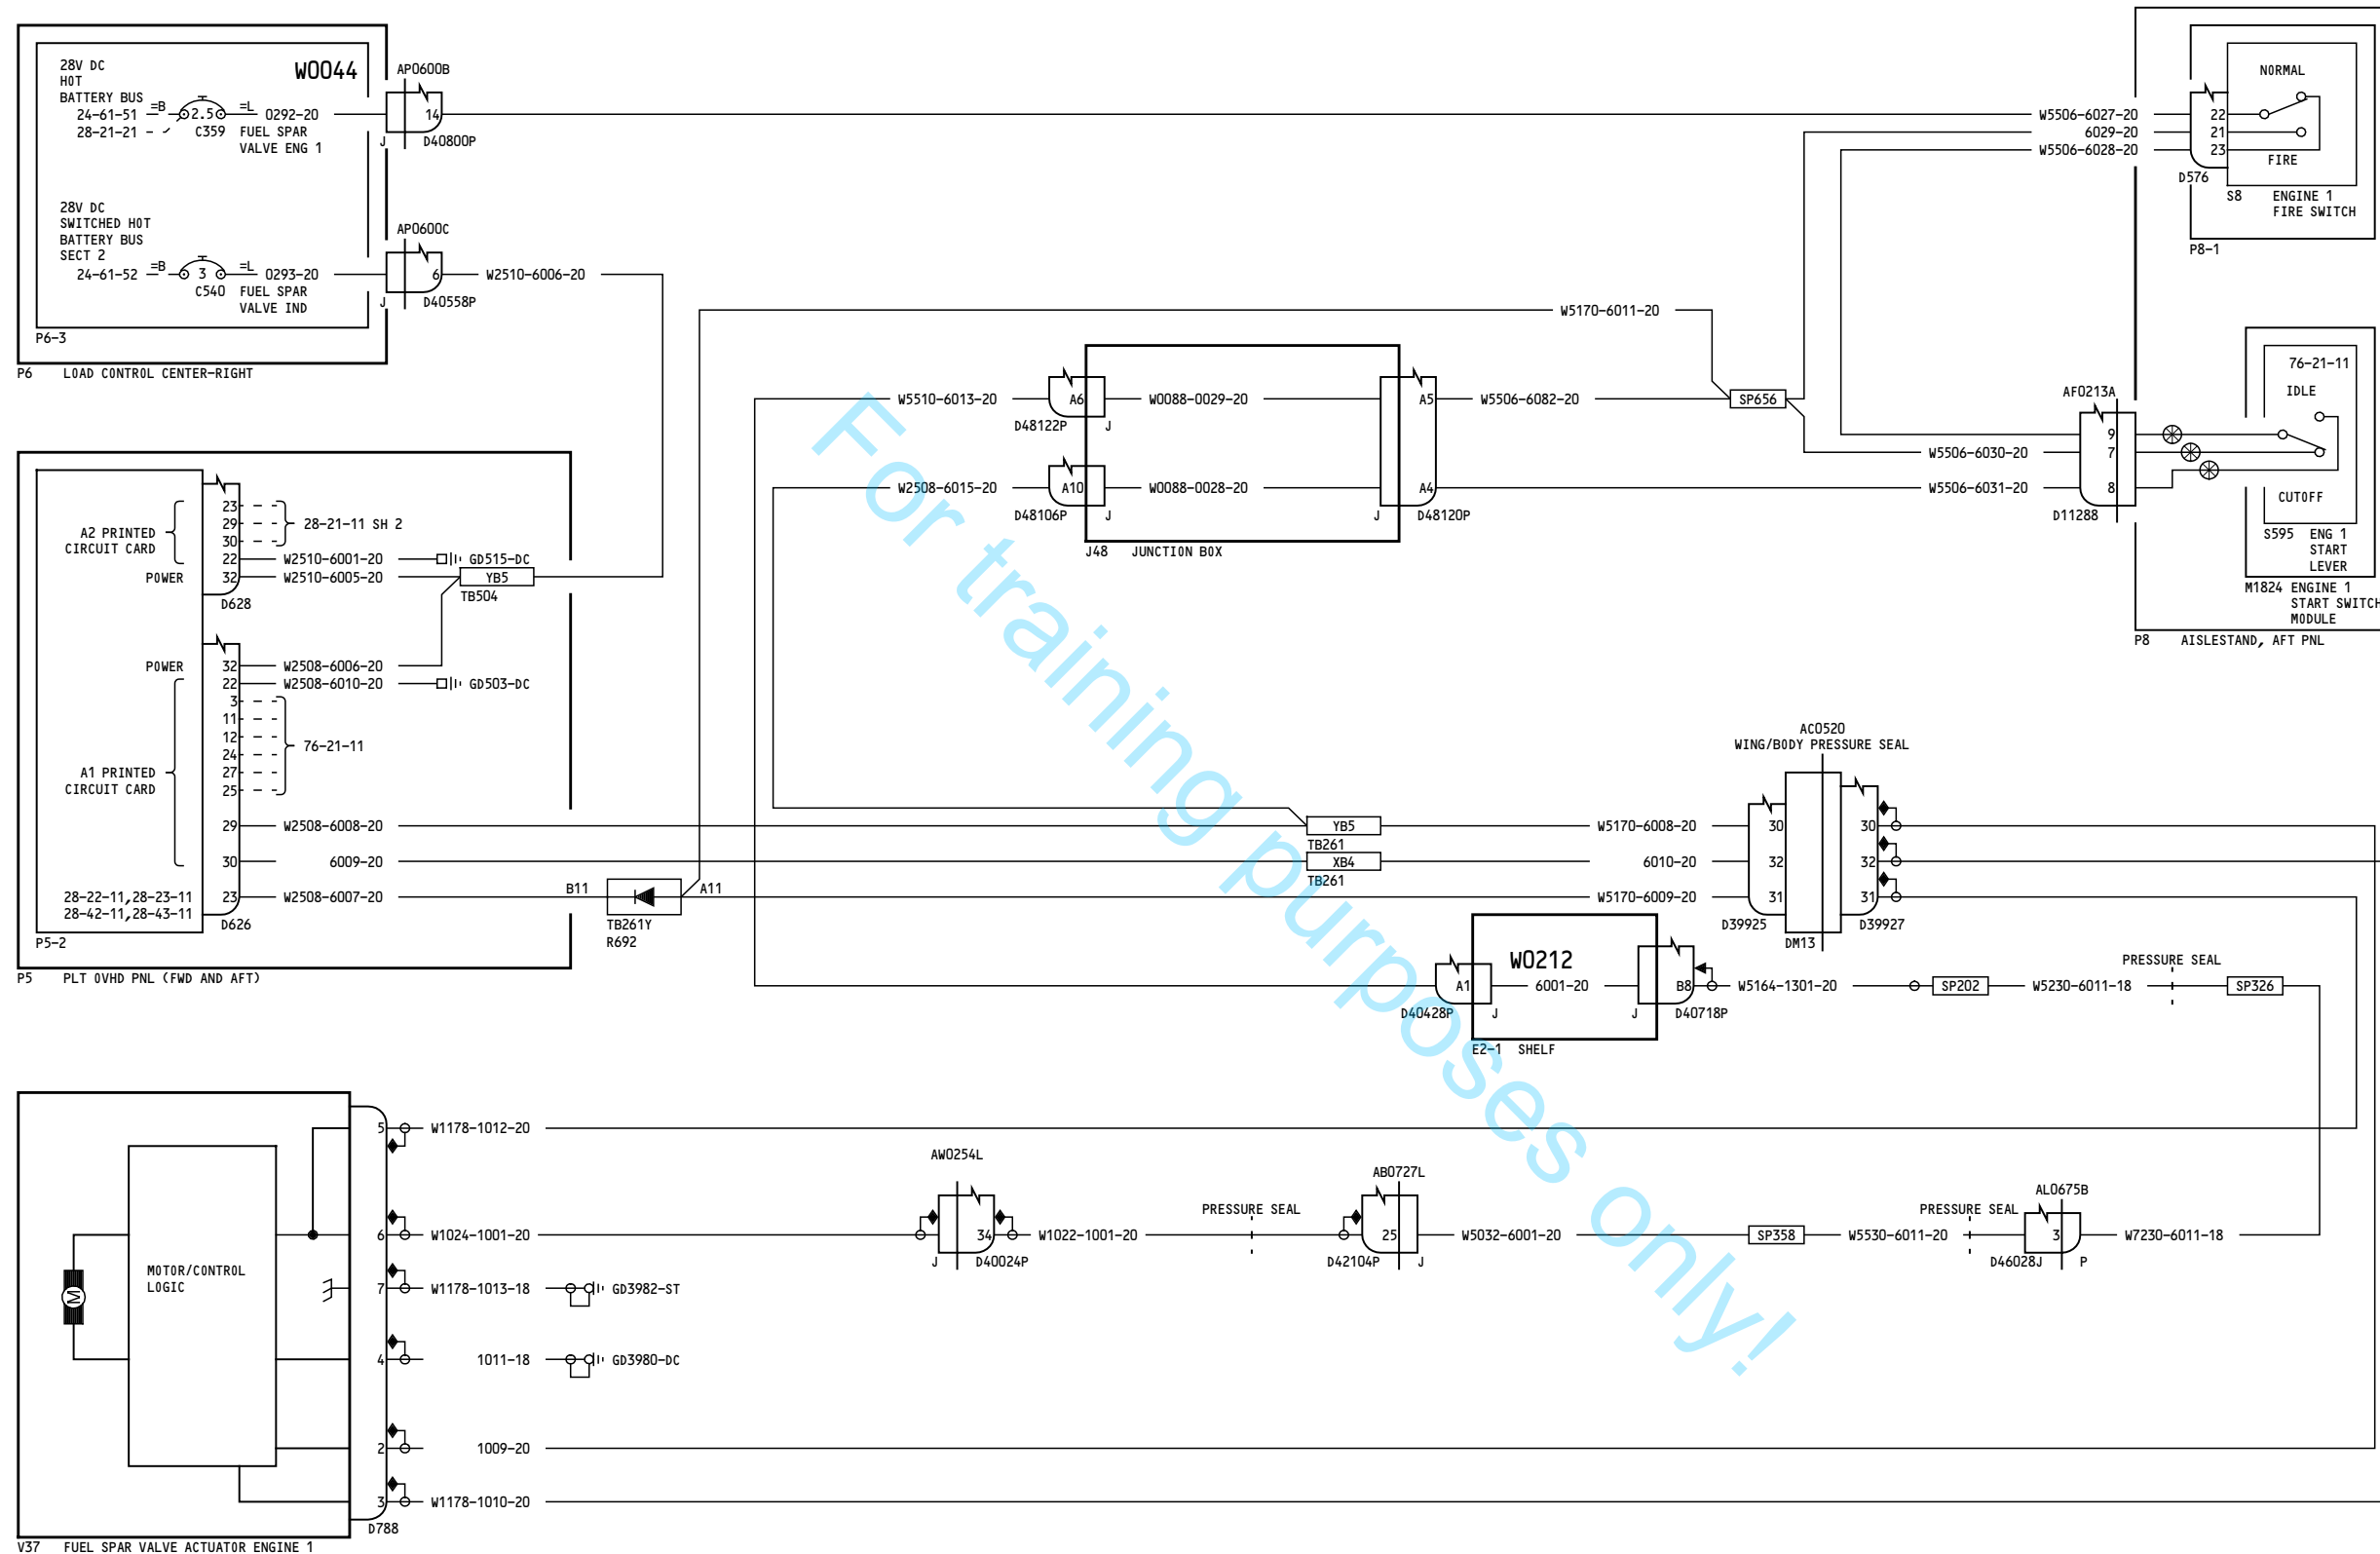 28V DC
HOT
BATTERY BUS
24-61-51
28-21-21
=B
2.5
C359
=L
0292-20
FUEL SPAR
VALVE ENG 1
W0044
AP0600B
14
J
D40800P
28V DC
SWITCHED HOT
BATTERY BUS
SECT 2
24-61-52
=B
3
C540
=L
0293-20
FUEL SPAR
VALVE IND
AP0600C
6
J
D40558P
W2510-6006-20
P6-3
P6 LOAD CONTROL CENTER-RIGHT
W5506-6027-20
6029-20
W5506-6028-20
22
21
23
D576
NORMAL
FIRE
S8 ENGINE 1
FIRE SWITCH
P8-1
W5170-6011-20
W5510-6013-20
A6
D48122P
J
W0088-0029-20
A5
W5506-6082-20
SP656
W2508-6015-20
A10
D48106P
J
W0088-0028-20
A4
J
D48120P
J48 JUNCTION BOX
W5506-6030-20
W5506-6031-20
AF0213A
9
7
8
D11288
76-21-11
IDLE
CUTOFF
S595 ENG 1
START
LEVER
M1824 ENGINE 1
START SWITCH
MODULE
P8 AISLESTAND, AFT PNL
A2 PRINTED
CIRCUIT CARD
POWER
23
29
30
22
32
D628
28-21-11 SH 2
W2510-6001-20
GD515-DC
W2510-6005-20
YB5
TB504
POWER
32
W2508-6006-20
22
W2508-6010-20
GD503-DC
3
11
12
24
27
25
76-21-11
A1 PRINTED
CIRCUIT CARD
29
W2508-6008-20
30
6009-20
28-22-11,28-23-11
28-42-11,28-43-11
23
W2508-6007-20
D626
B11
A11
TB261Y
R692
P5-2
P5 PLT OVHD PNL (FWD AND AFT)
YB5
TB261
XB4
TB261
W5170-6008-20
6010-20
W5170-6009-20
AC0520
WING/BODY PRESSURE SEAL
30
32
31
D39925
DM13
30
32
31
D39927
W0212
A1
D40428P
J
6001-20
B8
J
D40718P
E2-1 SHELF
W5164-1301-20
SP202
W5230-6011-18
PRESSURE SEAL
SP326
MOTOR/CONTROL
LOGIC
M
5
W1178-1012-20
6
W1024-1001-20
AW0254L
34
J
D40024P
W1022-1001-20
PRESSURE SEAL
AB0727L
25
D42104P
J
W5032-6001-20
SP358
W5530-6011-20
PRESSURE SEAL
AL0675B
3
D46028J
P
W7230-6011-18
7
W1178-1013-18
GD3982-ST
4
1011-18
GD3980-DC
2
1009-20
3
W1178-1010-20
D788
V37 FUEL SPAR VALVE ACTUATOR ENGINE 1
For training purposes only!